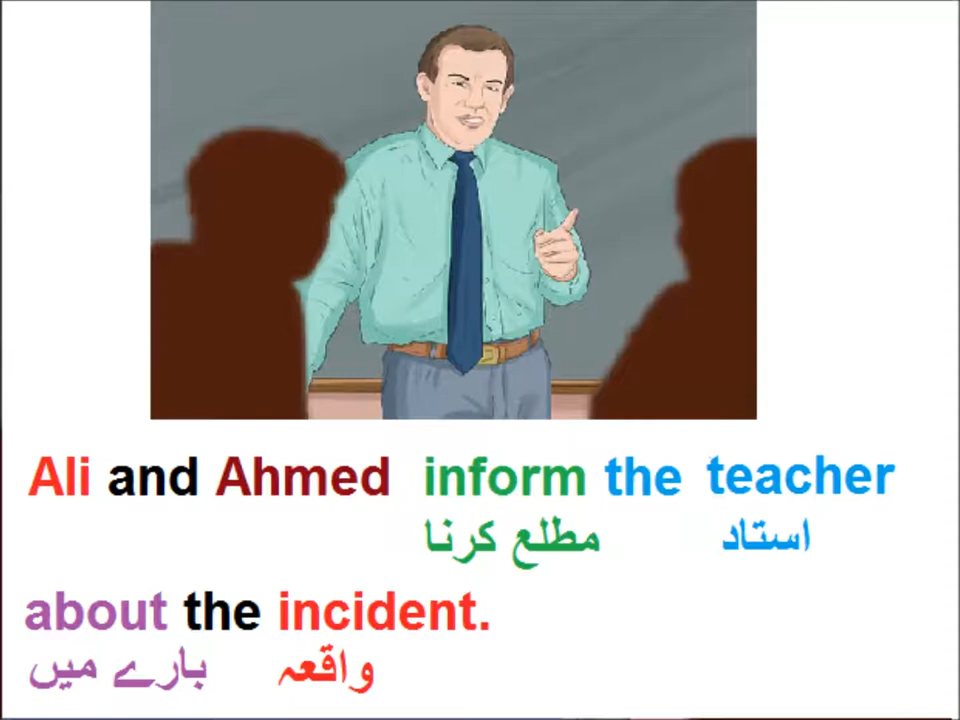 Ali and Ahmed inform the teacher
مطلع کرنا استاد
about the incident.
بارے میں واقعہ